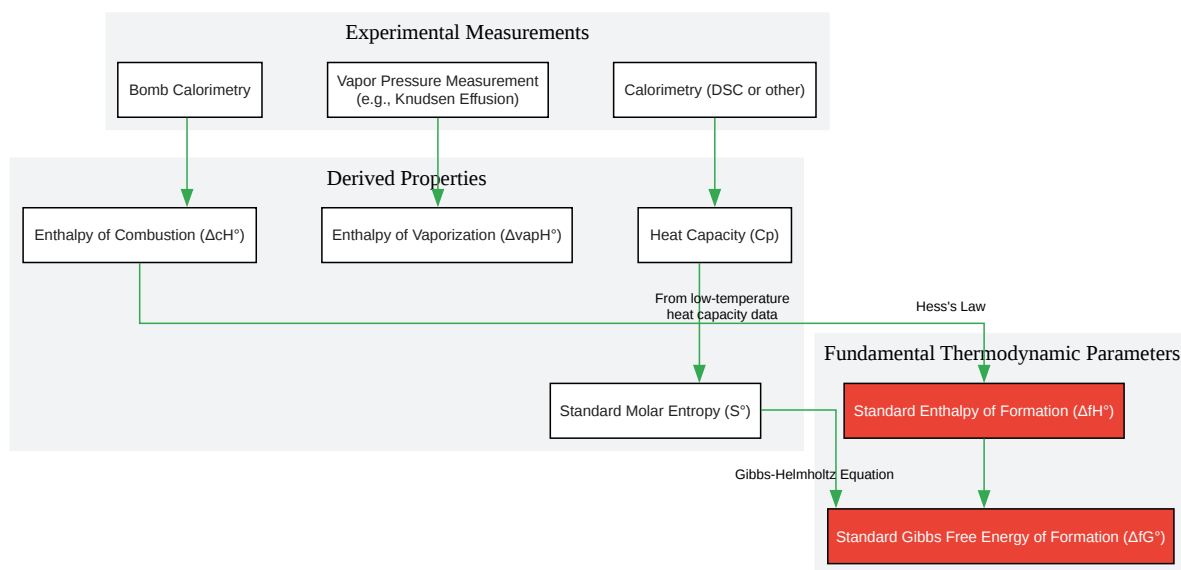 Experimental Measurements
Bomb Calorimetry
Vapor Pressure Measurement
(e.g., Knudsen Effusion)
Calorimetry (DSC or other)
Derived Properties
Enthalpy of Combustion (ΔcH°)
Enthalpy of Vaporization (ΔvapH°)
Heat Capacity (Cp)
From low-temperature
heat capacity data
Hess's Law
Fundamental Thermodynamic Parameters
Standard Molar Entropy (S°)
Standard Enthalpy of Formation (ΔfH°)
Gibbs-Helmholtz Equation
Standard Gibbs Free Energy of Formation (ΔfG°)